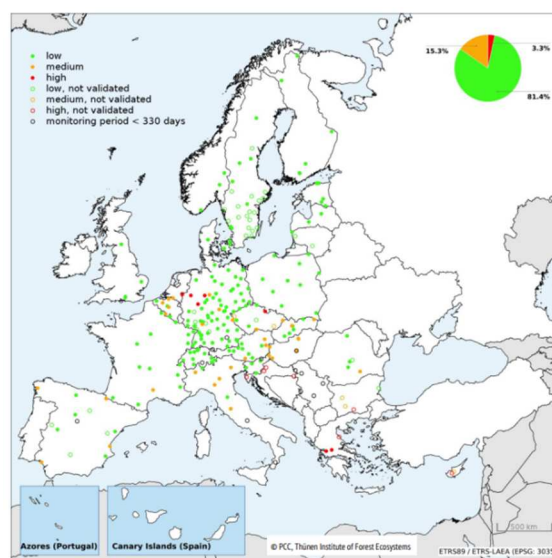 low
medium
high
low, not validated
medium, not validated
high, not validated
monitoring period < 330 days
15.3%
3.3%
81.4%
Azores (Portugal)
Canary Islands (Spain)
© PCC, Thünen Institute of Forest Ecosystems
500 km
ETRS89 / ETRS-LAEA (EPSG: 3035